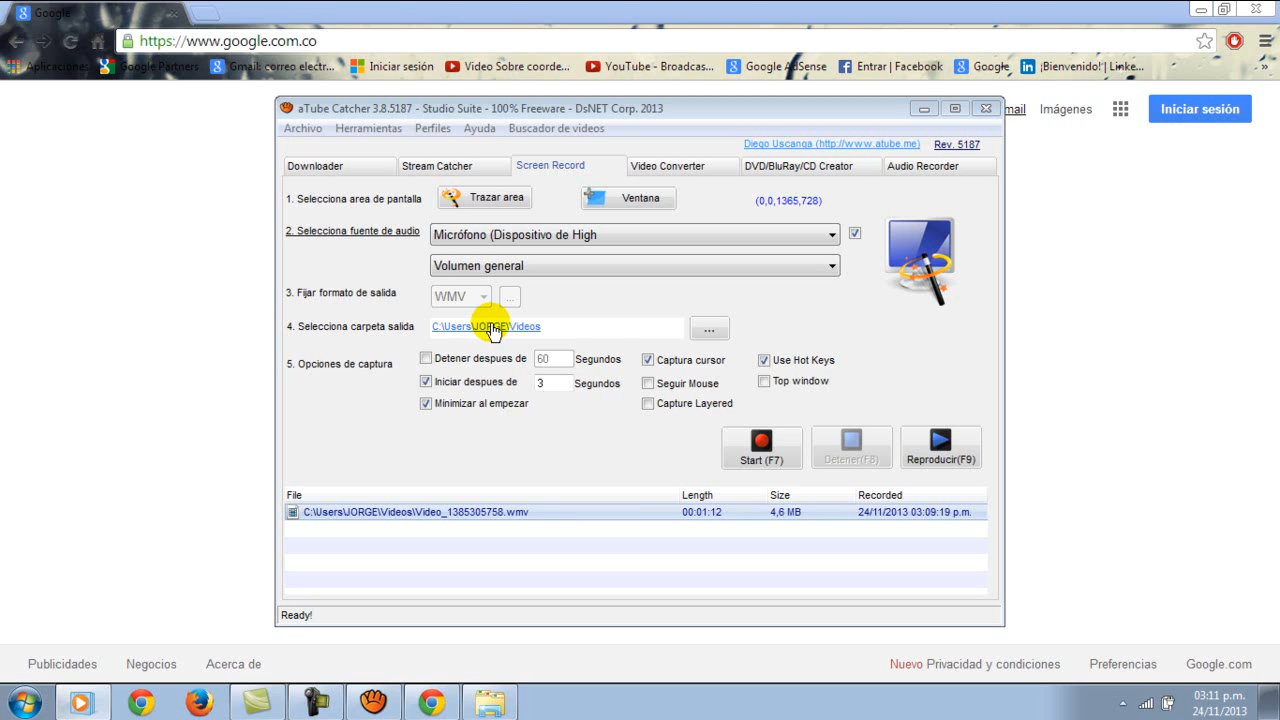 Google
https://www.google.com.co
Aplicaciones
Google Partners
Gmail: correo electr...
Iniciar sesión
Video Sobre coorde...
YouTube - Broadcas...
Google AdSense
Entrar | Facebook
Google
¡Bienvenido! | Linke...
»
mail
Imágenes
Iniciar sesión
aTube Catcher 3.8.5187 - Studio Suite - 100% Freeware - DsNET Corp. 2013
Archivo Herramientas Perfiles Ayuda Buscador de videos
Diego Uscanga (http://www.atube.me) Rev. 5187
Downloader Stream Catcher Screen Record Video Converter DVD/BluRay/CD Creator Audio Recorder
1. Selecciona area de pantalla Trazar area Ventana (0,0,1365,728)
2. Selecciona fuente de audio Micrófono (Dispositivo de High
Volumen general
3. Fijar formato de salida WMV ...
4. Selecciona carpeta salida C:\Users\JORGE\Videos ...
5. Opciones de captura
Detener despues de 60 Segundos Captura cursor Use Hot Keys
Iniciar despues de 3 Segundos Seguir Mouse Top window
Minimizar al empezar Capture Layered
Start (F7) Detener(F8) Reproducir(F9)
File Length Size Recorded
C:\Users\JORGE\Videos\Video_1385305758.wmv 00:01:12 4,6 MB 24/11/2013 03:09:19 p.m.
Ready!
Publicidades Negocios Acerca de Nuevo Privacidad y condiciones Preferencias Google.com
03:11 p.m.
24/11/2013